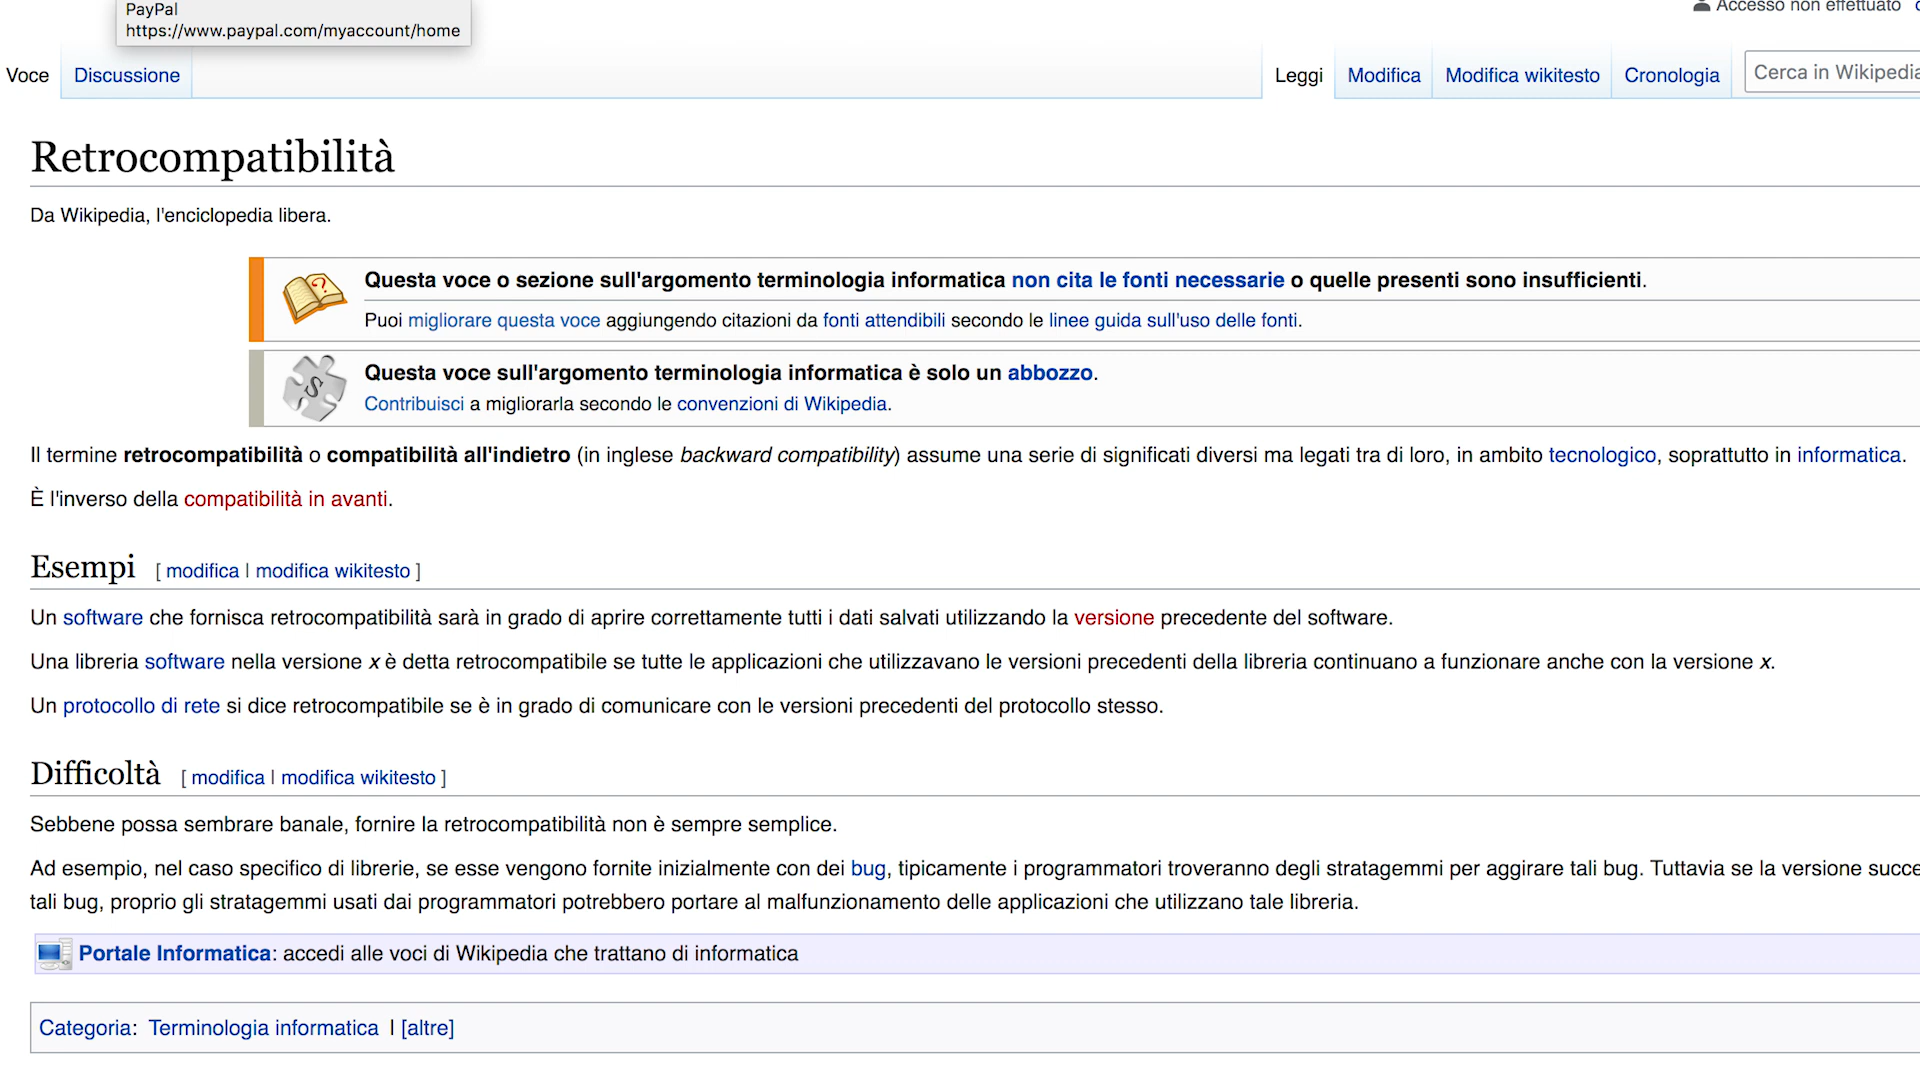 PayPal
https://www.paypal.com/myaccount/home
Accesso non effettuato
Voce Discussione Leggi Modifica Modifica wikitesto Cronologia Cerca in Wikipedia
Retrocompatibilità
Da Wikipedia, l'enciclopedia libera.
Questa voce o sezione sull'argomento terminologia informatica non cita le fonti necessarie o quelle presenti sono insufficienti.
Puoi migliorare questa voce aggiungendo citazioni da fonti attendibili secondo le linee guida sull'uso delle fonti.
Questa voce sull'argomento terminologia informatica è solo un abbozzo.
Contribuisci a migliorarla secondo le convenzioni di Wikipedia.
Il termine retrocompatibilità o compatibilità all'indietro (in inglese backward compatibility) assume una serie di significati diversi ma legati tra di loro, in ambito tecnologico, soprattutto in informatica.
È l'inverso della compatibilità in avanti.
Esempi [ modifica | modifica wikitesto ]
Un software che fornisca retrocompatibilità sarà in grado di aprire correttamente tutti i dati salvati utilizzando la versione precedente del software.
Una libreria software nella versione x è detta retrocompatibile se tutte le applicazioni che utilizzavano le versioni precedenti della libreria continuano a funzionare anche con la versione x.
Un protocollo di rete si dice retrocompatibile se è in grado di comunicare con le versioni precedenti del protocollo stesso.
Difficoltà [ modifica | modifica wikitesto ]
Sebbene possa sembrare banale, fornire la retrocompatibilità non è sempre semplice.
Ad esempio, nel caso specifico di librerie, se esse vengono fornite inizialmente con dei bug, tipicamente i programmatori troveranno degli stratagemmi per aggirare tali bug. Tuttavia se la versione succe
tali bug, proprio gli stratagemmi usati dai programmatori potrebbero portare al malfunzionamento delle applicazioni che utilizzano tale libreria.
Portale Informatica: accedi alle voci di Wikipedia che trattano di informatica
Categoria: Terminologia informatica | [altre]